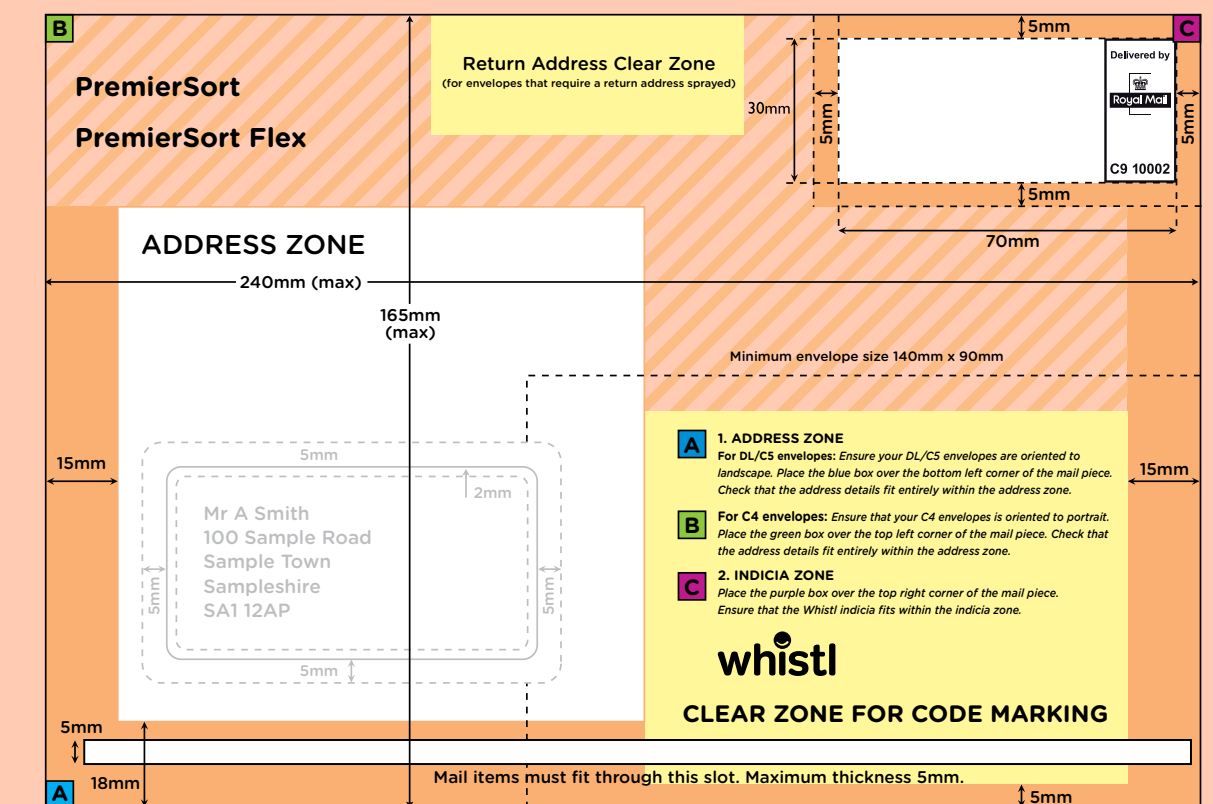 B
PremierSort
PremierSort Flex
Return Address Clear Zone
(for envelopes that require a return address sprayed)
5mm
C
30mm
5mm
Delivered by
Royal Mail
C9 10002
5mm
5mm
70mm
ADDRESS ZONE
240mm (max)
165mm
(max)
Minimum envelope size 140mm x 90mm
15mm
5mm
2mm
Mr A Smith
100 Sample Road
Sample Town
Sampleshire
SA1 12AP
5mm
5mm
5mm
A
1. ADDRESS ZONE
For DL/C5 envelopes: Ensure your DL/C5 envelopes are oriented to
landscape. Place the blue box over the bottom left corner of the mail piece.
Check that the address details fit entirely within the address zone.
B
For C4 envelopes: Ensure that your C4 envelopes is oriented to portrait.
Place the green box over the top left corner of the mail piece. Check that
the address details fit entirely within the address zone.
C
2. INDICIA ZONE
Place the purple box over the top right corner of the mail piece.
Ensure that the Whistl indicia fits within the indicia zone.
15mm
whistl
CLEAR ZONE FOR CODE MARKING
5mm
18mm
Mail items must fit through this slot. Maximum thickness 5mm.
A
5mm